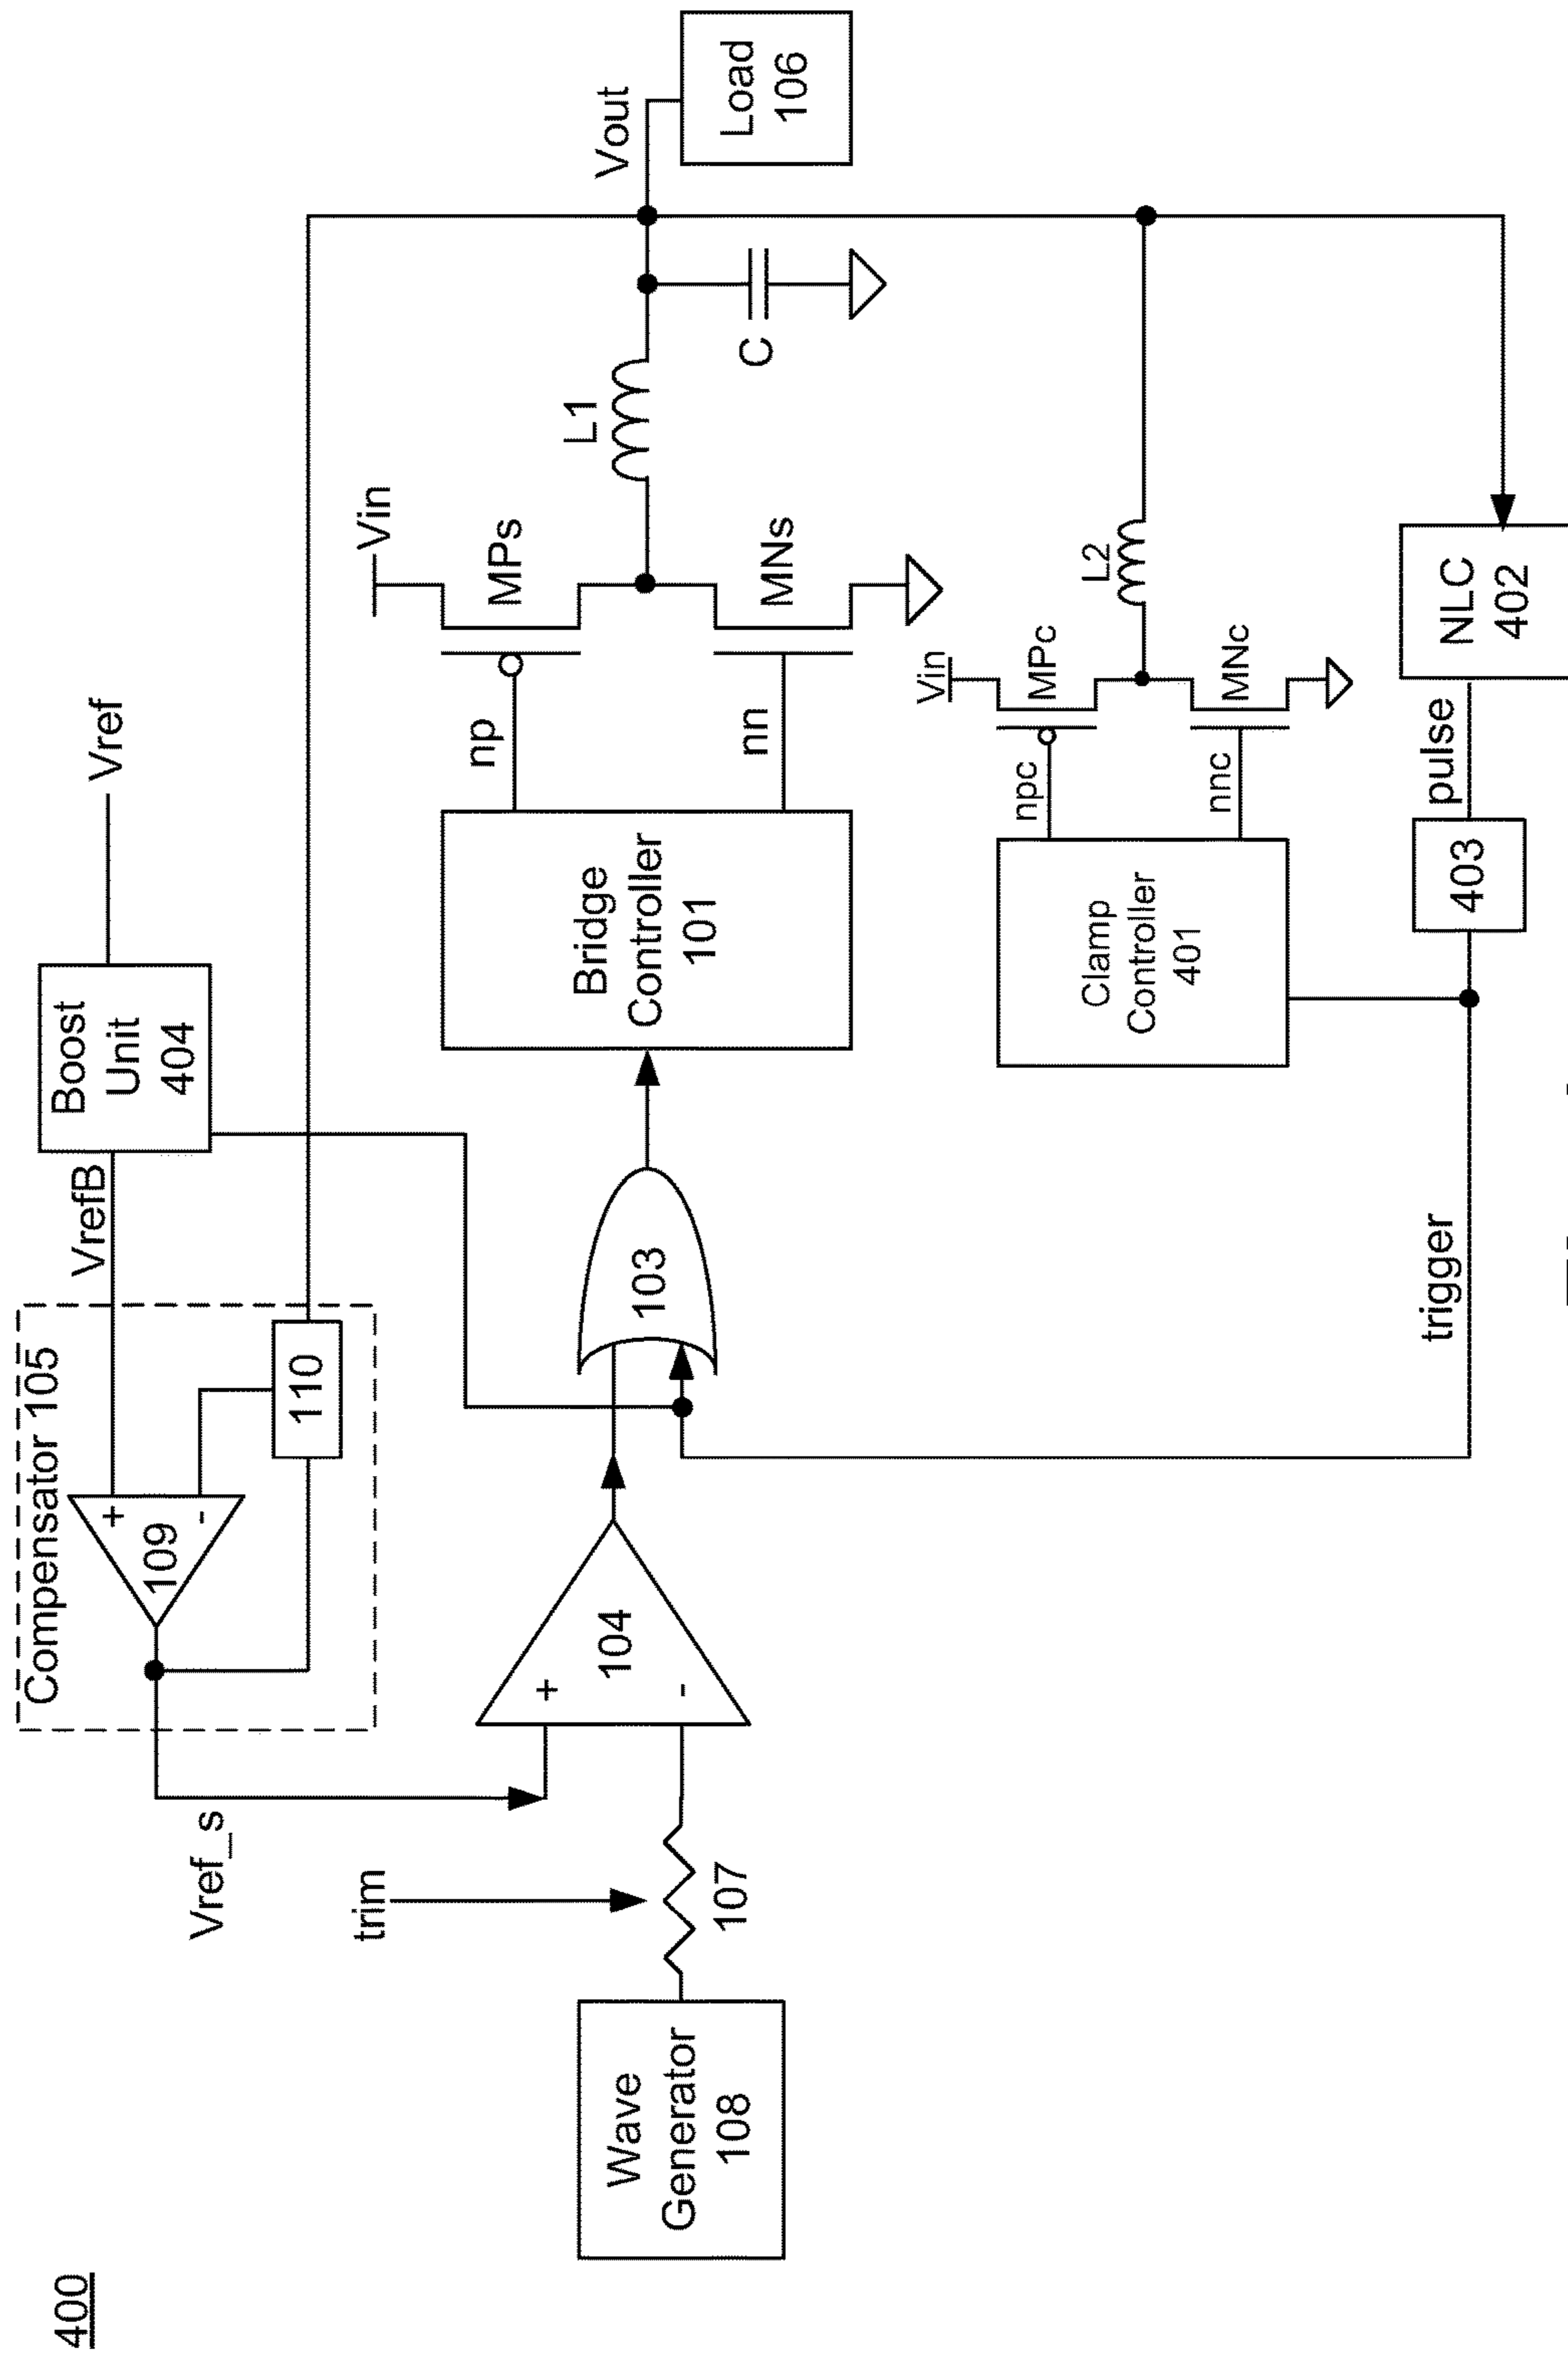 400
Vref
Boost
Unit
404
VrefB
Compensator 105
+
-
109
110
Vref_s
trim
Wave
Generator
108
107
+
-
104
103
Bridge
Controller
101
np
nn
Vin
MPs
MNs
L1
C
Vout
Load
106
Clamp
Controller
401
npc
nnc
Vin
MPc
MNc
L2
trigger
403
pulse
NLC
402